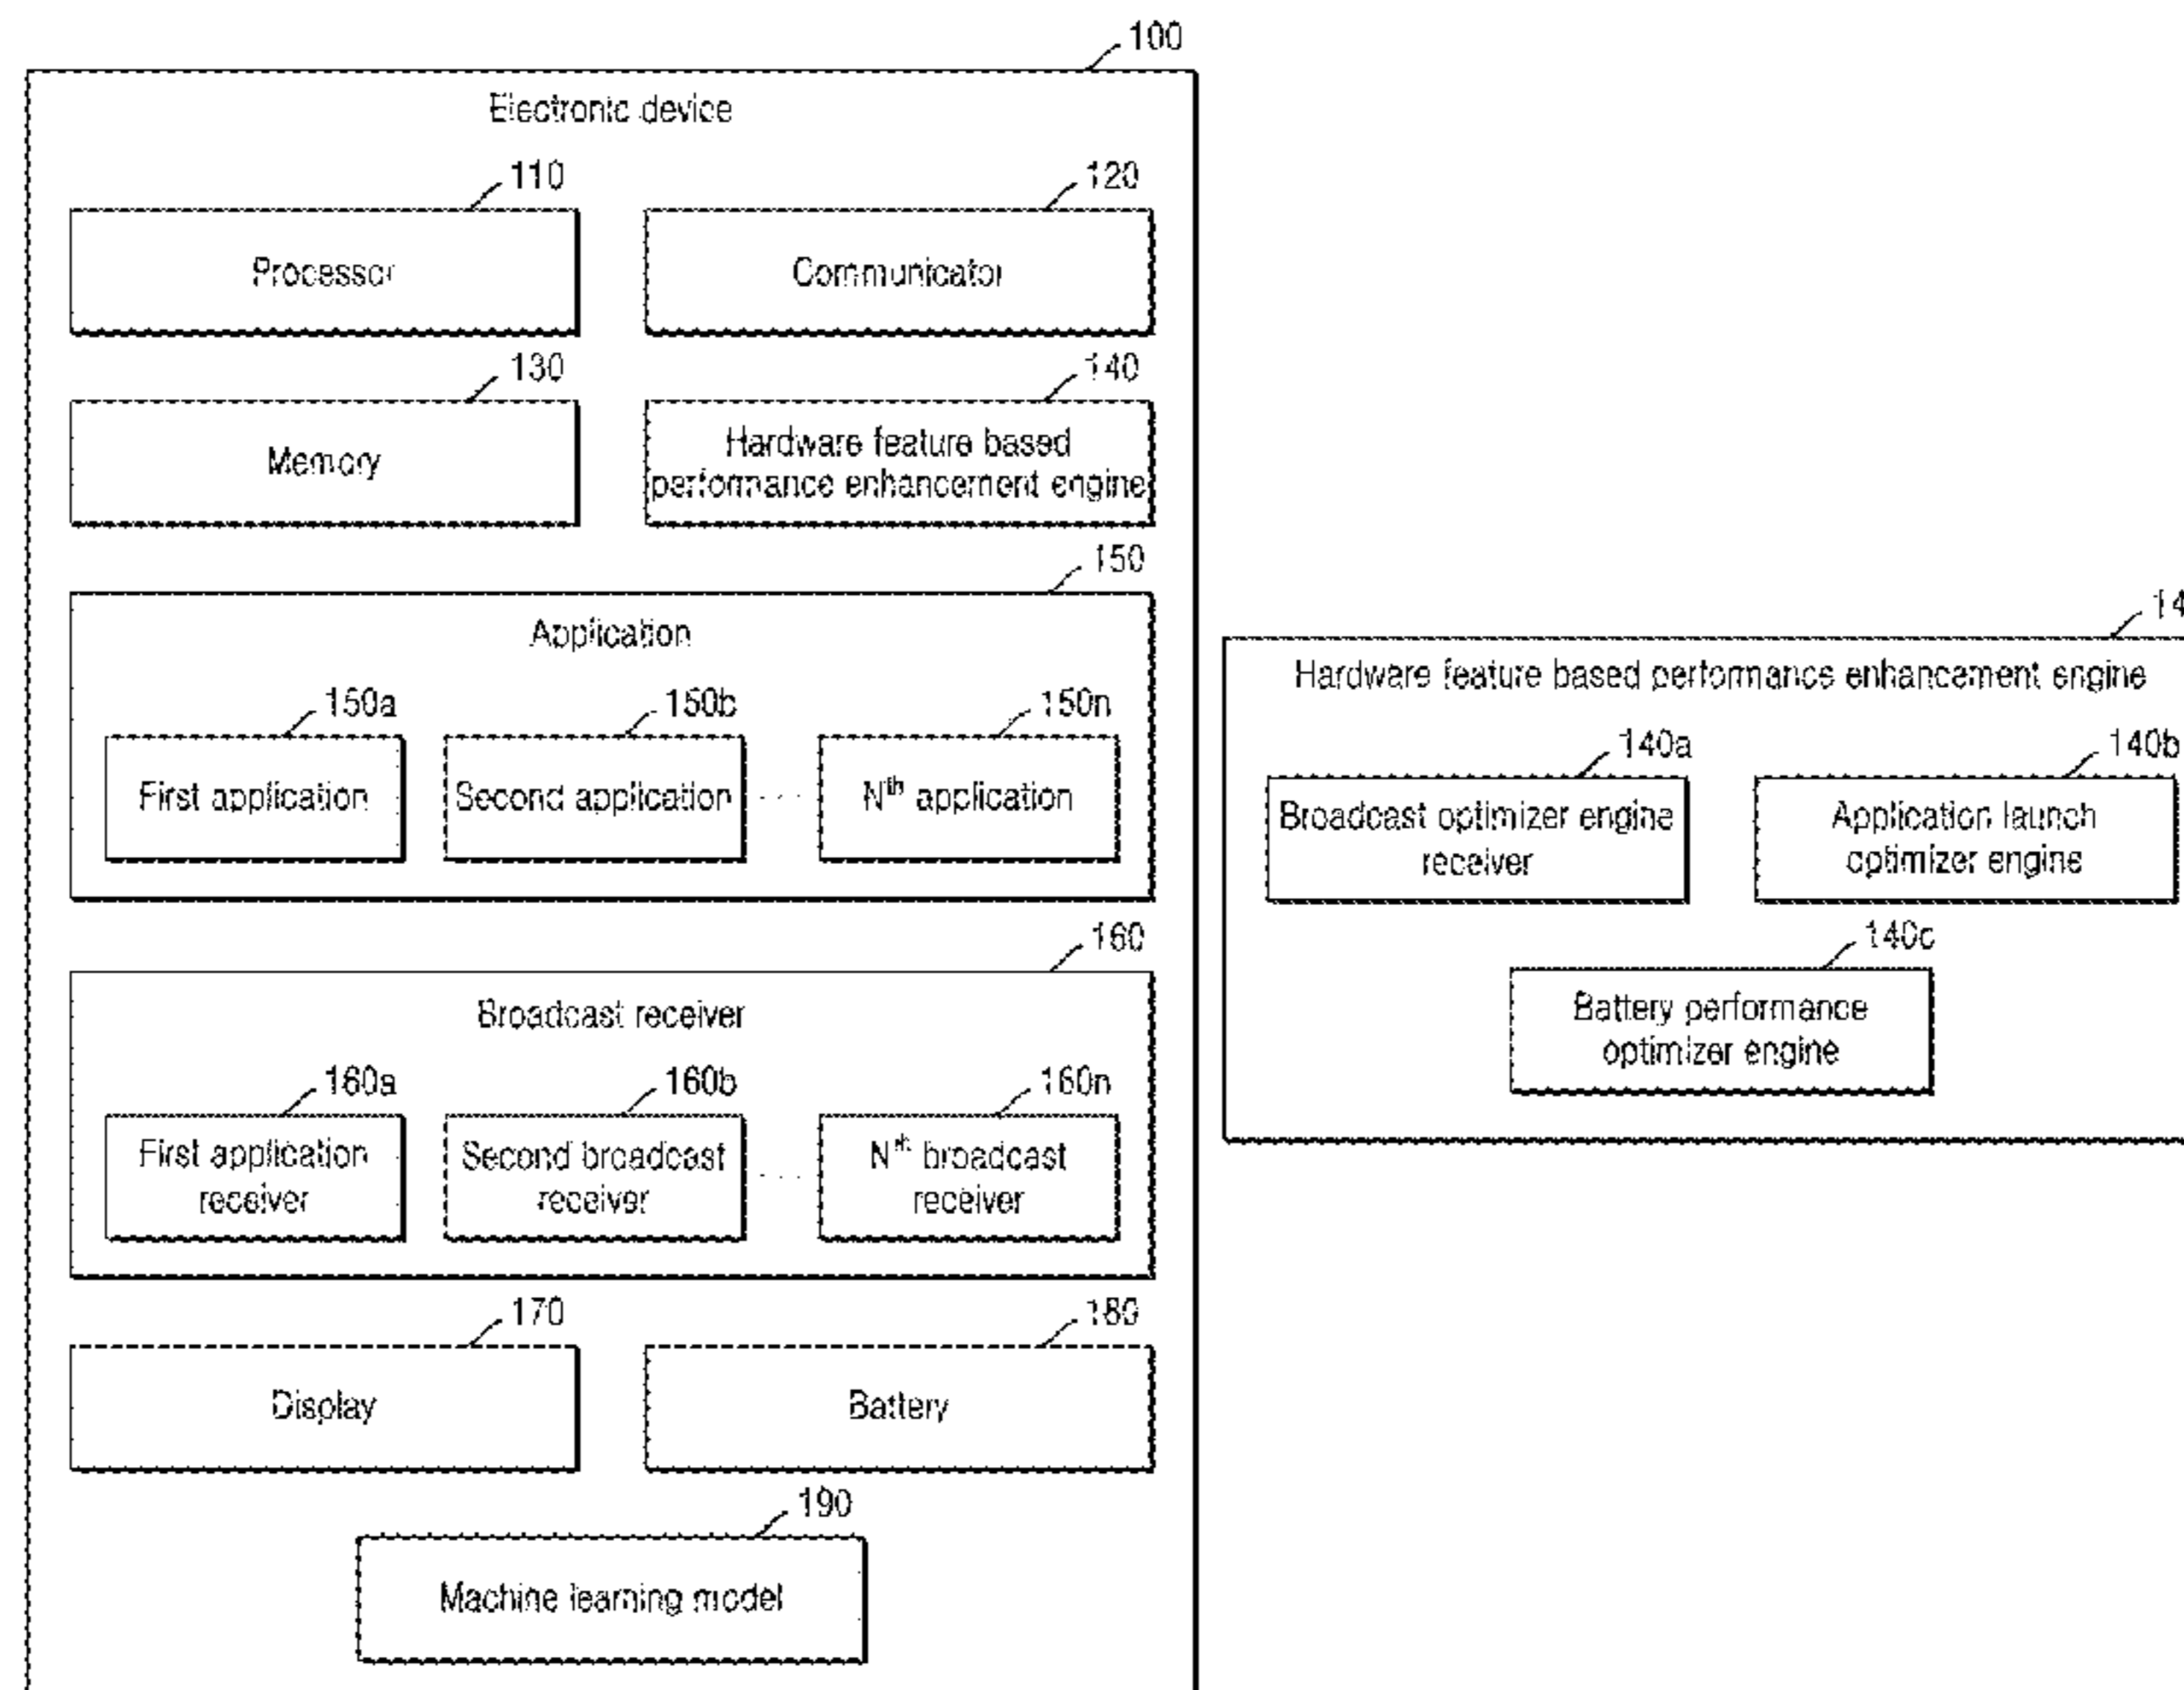 100
Electronic device
110
120
Processor
Communicator
130
140
Memory
Hardware feature based
performance enhancement engine
150
Application
150a
150b
150n
First application
Second application
Nth application
160
Broadcast receiver
160a
160b
160n
First application
receiver
Second broadcast
receiver
Nth broadcast
receiver
170
180
Display
Battery
190
Machine learning model
Hardware feature based performance enhancement engine
140a
140b
Broadcast optimizer engine
receiver
Application launch
optimizer engine
140c
Battery performance
optimizer engine